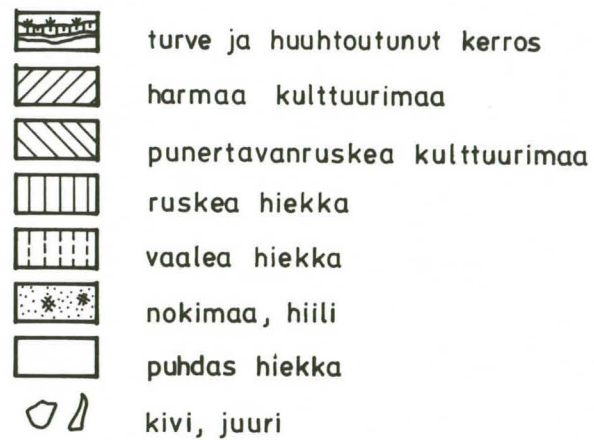 turve ja huuhtoutunut kerros
harmaa kulttuurimaa
punertavanruskea kulttuurimaa
ruskea hiekka
vaalea hiekka
nokimaa, hiili
puhdas hiekka
kivi, juuri